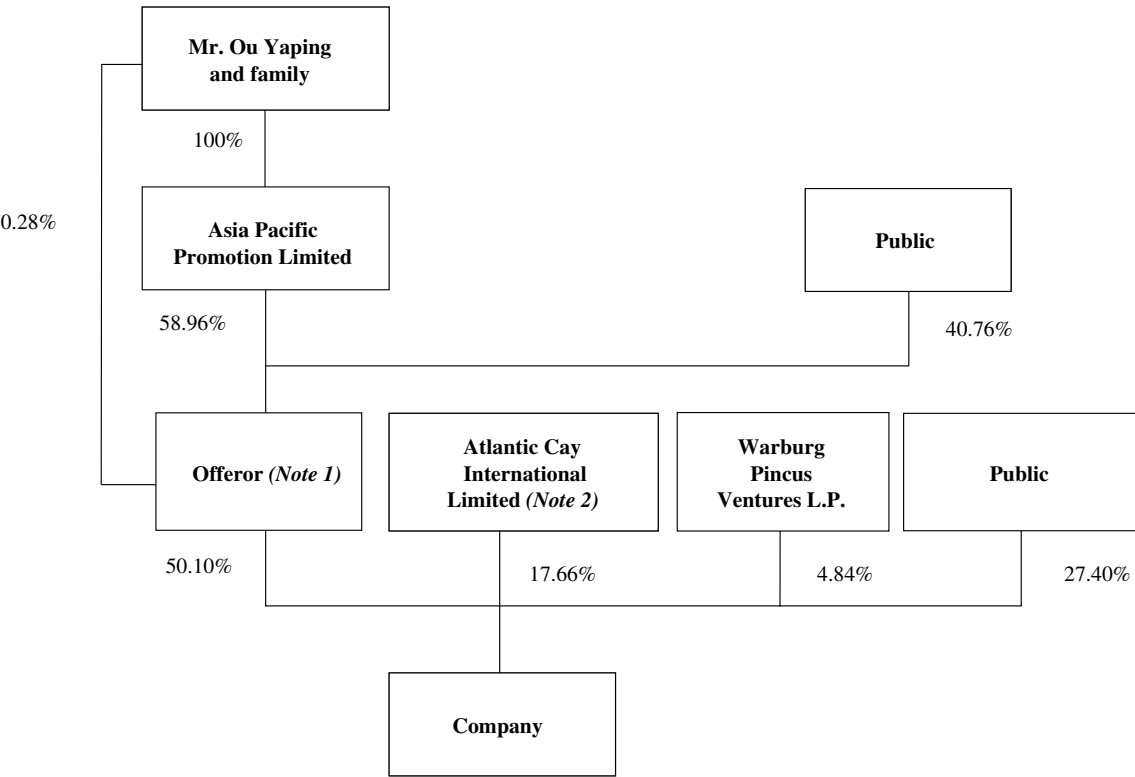 Mr. Ou Yaping
and family
100%
0.28%
Asia Pacific
Promotion Limited
Public
58.96%
40.76%
Offeror (Note 1)
Atlantic Cay
International
Limited (Note 2)
Warburg
Pincus
Ventures L.P.
Public
50.10%
17.66%
4.84%
27.40%
Company